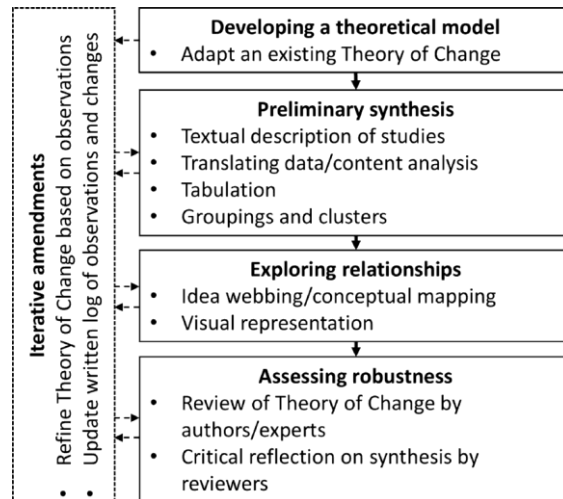 Developing a theoretical model
• Adapt an existing Theory of Change
Preliminary synthesis
• Textual description of studies
• Translating data/content analysis
• Tabulation
• Groupings and clusters
Exploring relationships
• Idea webbing/conceptual mapping
• Visual representation
Assessing robustness
• Review of Theory of Change by
authors/experts
• Critical reflection on synthesis by
reviewers
Iterative amendments
• Refine Theory of Change based on observations
• Update written log of observations and changes